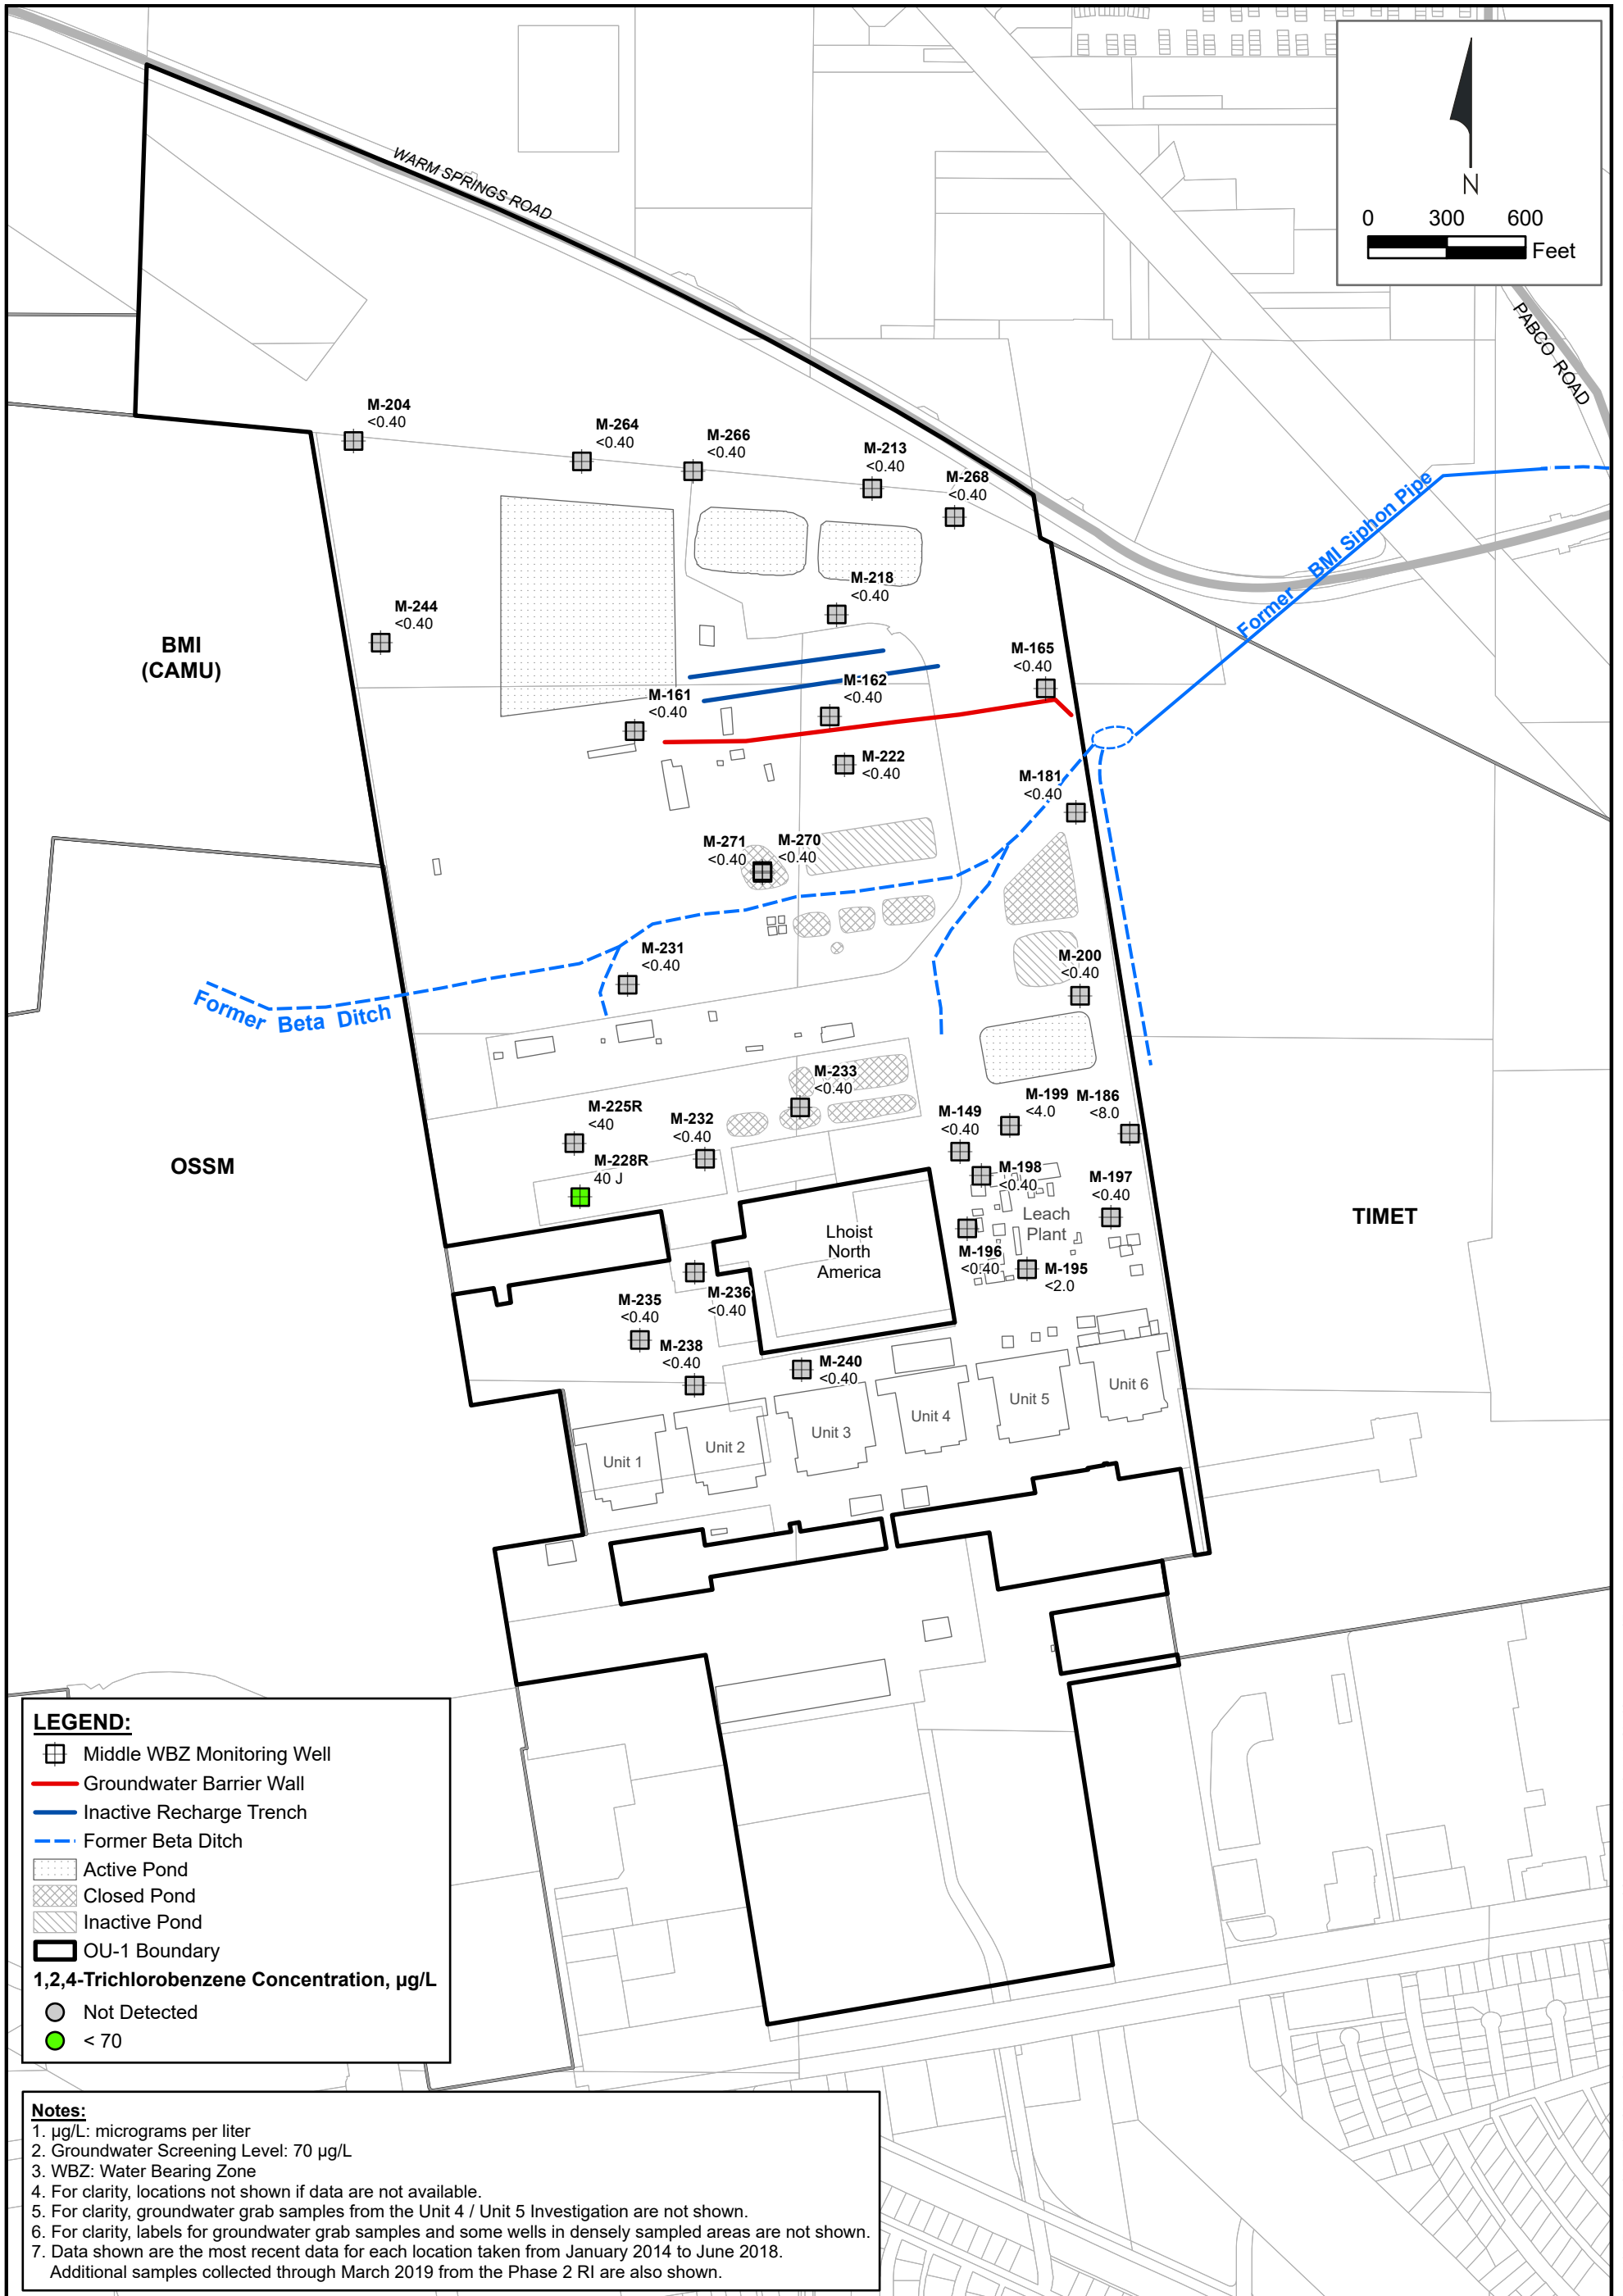 WARM SPRINGS ROAD
N
0 300 600
Feet
PABCO ROAD
M-204
<0.40
M-264
<0.40
M-266
<0.40
M-213
<0.40
M-268
<0.40
Former BMI Siphon Pipe
M-218
<0.40
M-244
<0.40
BMI
(CAMU)
M-165
<0.40
M-161
<0.40
M-162
<0.40
M-222
<0.40
M-181
<0.40
M-271
<0.40
M-270
<0.40
M-231
<0.40
M-200
<0.40
Former Beta Ditch
M-233
<0.40
M-225R
<40
M-232
<0.40
M-149
<0.40
M-199
<4.0
M-186
<8.0
OSSM
M-228R
40 J
M-198
<0.40
M-197
<0.40
Leach
Plant
TIMET
Lhoist
North
America
M-196
<0.40
M-195
<2.0
M-236
<0.40
M-235
<0.40
M-238
<0.40
M-240
<0.40
Unit 1
Unit 2
Unit 3
Unit 4
Unit 5
Unit 6
LEGEND:
Middle WBZ Monitoring Well
Groundwater Barrier Wall
Inactive Recharge Trench
Former Beta Ditch
Active Pond
Closed Pond
Inactive Pond
OU-1 Boundary
1,2,4-Trichlorobenzene Concentration, µg/L
Not Detected
< 70
Notes:
1. µg/L: micrograms per liter
2. Groundwater Screening Level: 70 µg/L
3. WBZ: Water Bearing Zone
4. For clarity, locations not shown if data are not available.
5. For clarity, groundwater grab samples from the Unit 4 / Unit 5 Investigation are not shown.
6. For clarity, labels for groundwater grab samples and some wells in densely sampled areas are not shown.
7. Data shown are the most recent data for each location taken from January 2014 to June 2018.
Additional samples collected through March 2019 from the Phase 2 RI are also shown.